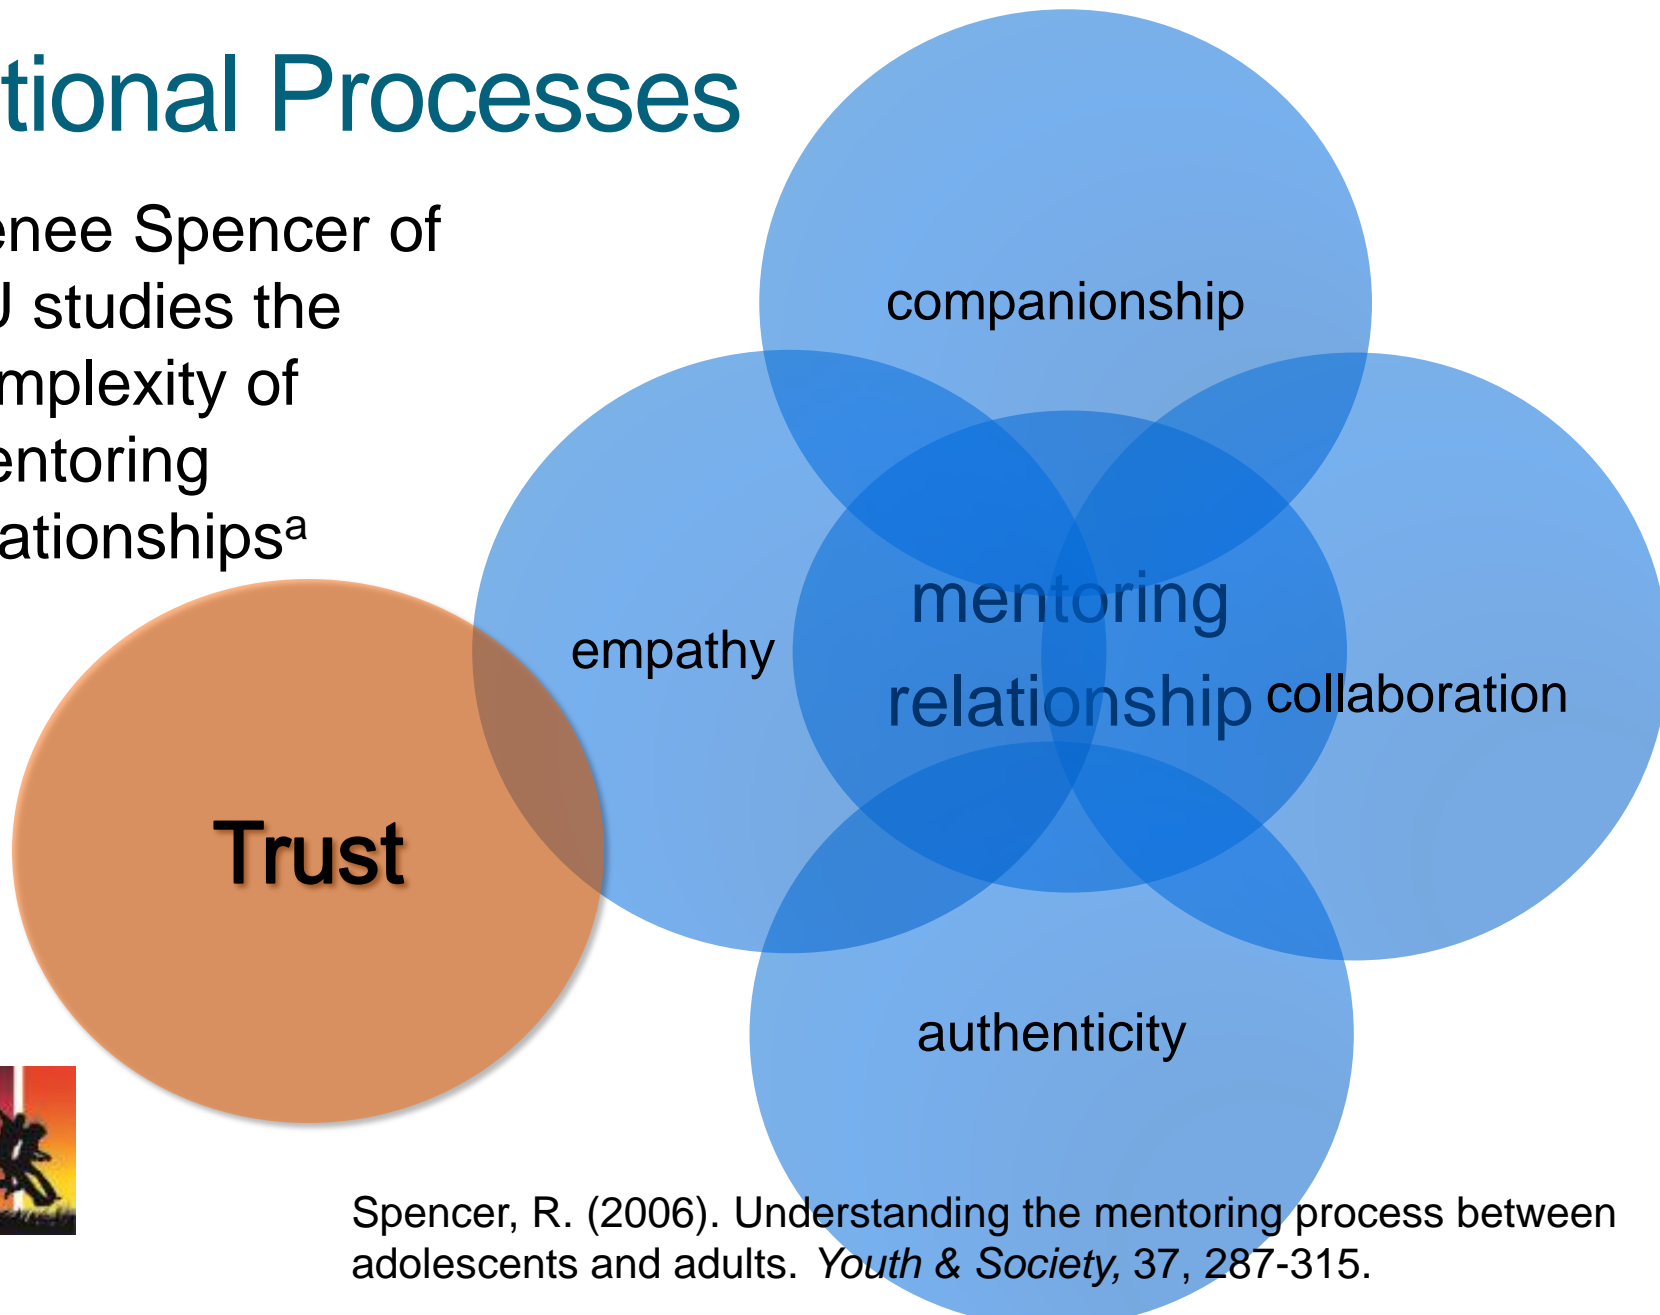 tional Processes
enee Spencer of
U studies the
mplexity of
entoring
ationshipsᵃ
companionship
empathy
mentoring
relationship
collaboration
Trust
authenticity
Spencer, R. (2006). Understanding the mentoring process between
adolescents and adults. Youth & Society, 37, 287-315.